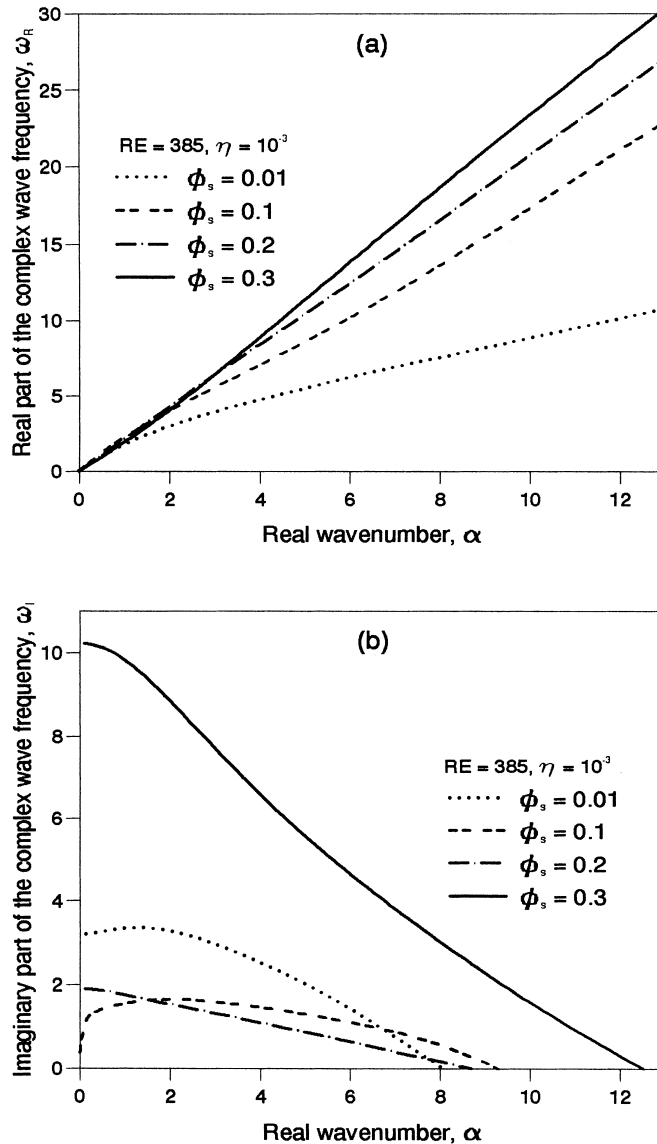 30
25
20
15
10
5
0
Real part of the complex wave frequency, ωR
(a)
RE = 385, η = 10⁻³
ϕs = 0.01
ϕs = 0.1
ϕs = 0.2
ϕs = 0.3
0 2 4 6 8 10 12
Real wavenumber, α
10
8
6
4
2
0
Imaginary part of the complex wave frequency, ωI
(b)
RE = 385, η = 10⁻³
ϕs = 0.01
ϕs = 0.1
ϕs = 0.2
ϕs = 0.3
0 2 4 6 8 10 12
Real wavenumber, α